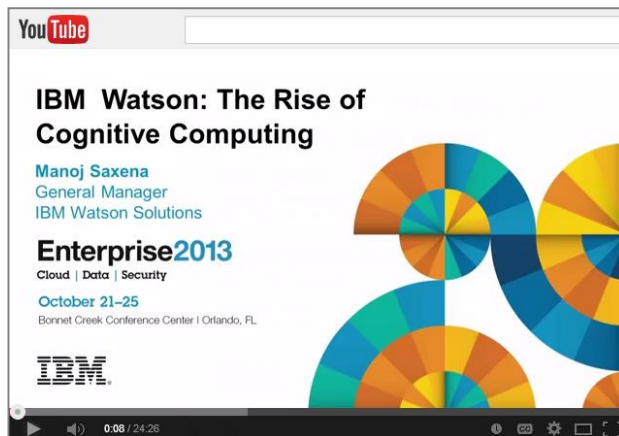 YouTube
IBM Watson: The Rise of
Cognitive Computing
Manoj Saxena
General Manager
IBM Watson Solutions
Enterprise2013
Cloud | Data | Security
October 21–25
Bonnet Creek Conference Center | Orlando, FL
IBM.
0:08 / 24:26
CC